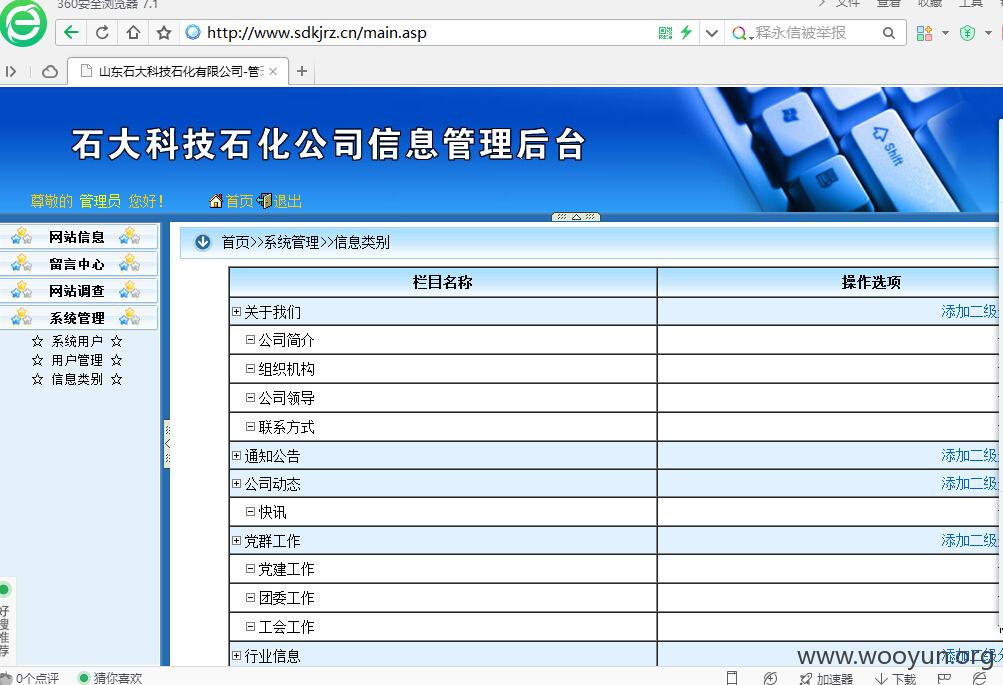 360安全浏览器 7.1 文件 查看 收藏 工具
http://www.sdkjrz.cn/main.asp 释永信被举报
山东石大科技石化有限公司-管
石大科技石化公司信息管理后台
Shift
尊敬的 管理员 您好! 首页 退出
网站信息
留言中心
网站调查
系统管理
☆ 系统用户 ☆
☆ 用户管理 ☆
☆ 信息类别 ☆
首页>>系统管理>>信息类别
栏目名称 操作选项
关于我们 添加二级
公司简介
组织机构
公司领导
联系方式
通知公告 添加二级
公司动态 添加二级
快讯
党群工作 添加二级
党建工作
团委工作
工会工作
行业信息 添加二级
好搜推荐
www.wooyun.org
0个点评 猜你喜欢 加速器 下载